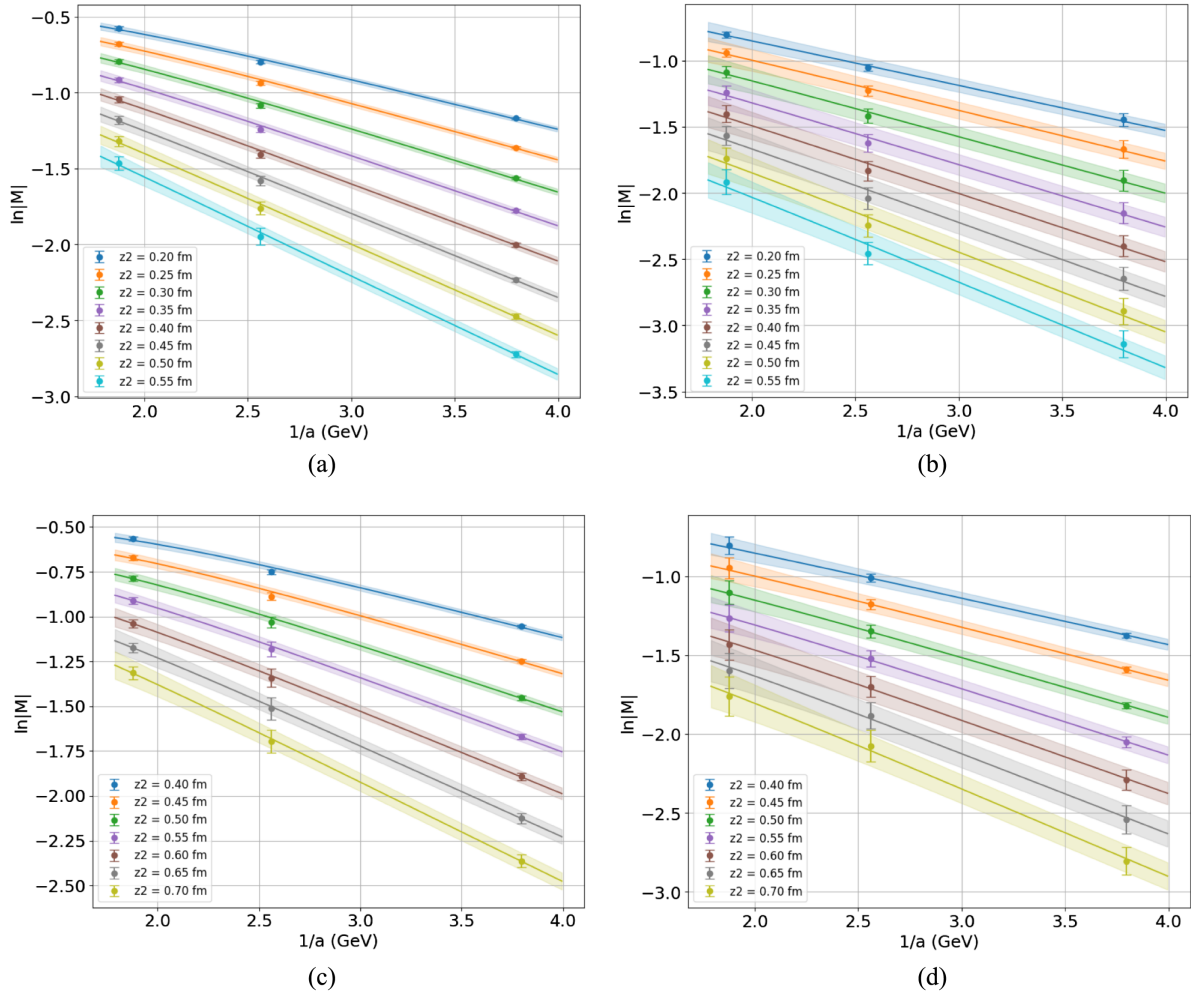 −0.5
−1.0
−1.5
−2.0
−2.5
−3.0
ln|M|
z2 = 0.20 fm
z2 = 0.25 fm
z2 = 0.30 fm
z2 = 0.35 fm
z2 = 0.40 fm
z2 = 0.45 fm
z2 = 0.50 fm
z2 = 0.55 fm
2.0 2.5 3.0 3.5 4.0
1/a (GeV)
(a)
−1.0
−1.5
−2.0
−2.5
−3.0
−3.5
ln|M|
z2 = 0.20 fm
z2 = 0.25 fm
z2 = 0.30 fm
z2 = 0.35 fm
z2 = 0.40 fm
z2 = 0.45 fm
z2 = 0.50 fm
z2 = 0.55 fm
2.0 2.5 3.0 3.5 4.0
1/a (GeV)
(b)
−0.50
−0.75
−1.00
−1.25
−1.50
−1.75
−2.00
−2.25
−2.50
ln|M|
z2 = 0.40 fm
z2 = 0.45 fm
z2 = 0.50 fm
z2 = 0.55 fm
z2 = 0.60 fm
z2 = 0.65 fm
z2 = 0.70 fm
2.0 2.5 3.0 3.5 4.0
1/a (GeV)
(c)
−1.0
−1.5
−2.0
−2.5
−3.0
ln|M|
z2 = 0.40 fm
z2 = 0.45 fm
z2 = 0.50 fm
z2 = 0.55 fm
z2 = 0.60 fm
z2 = 0.65 fm
z2 = 0.70 fm
2.0 2.5 3.0 3.5 4.0
1/a (GeV)
(d)